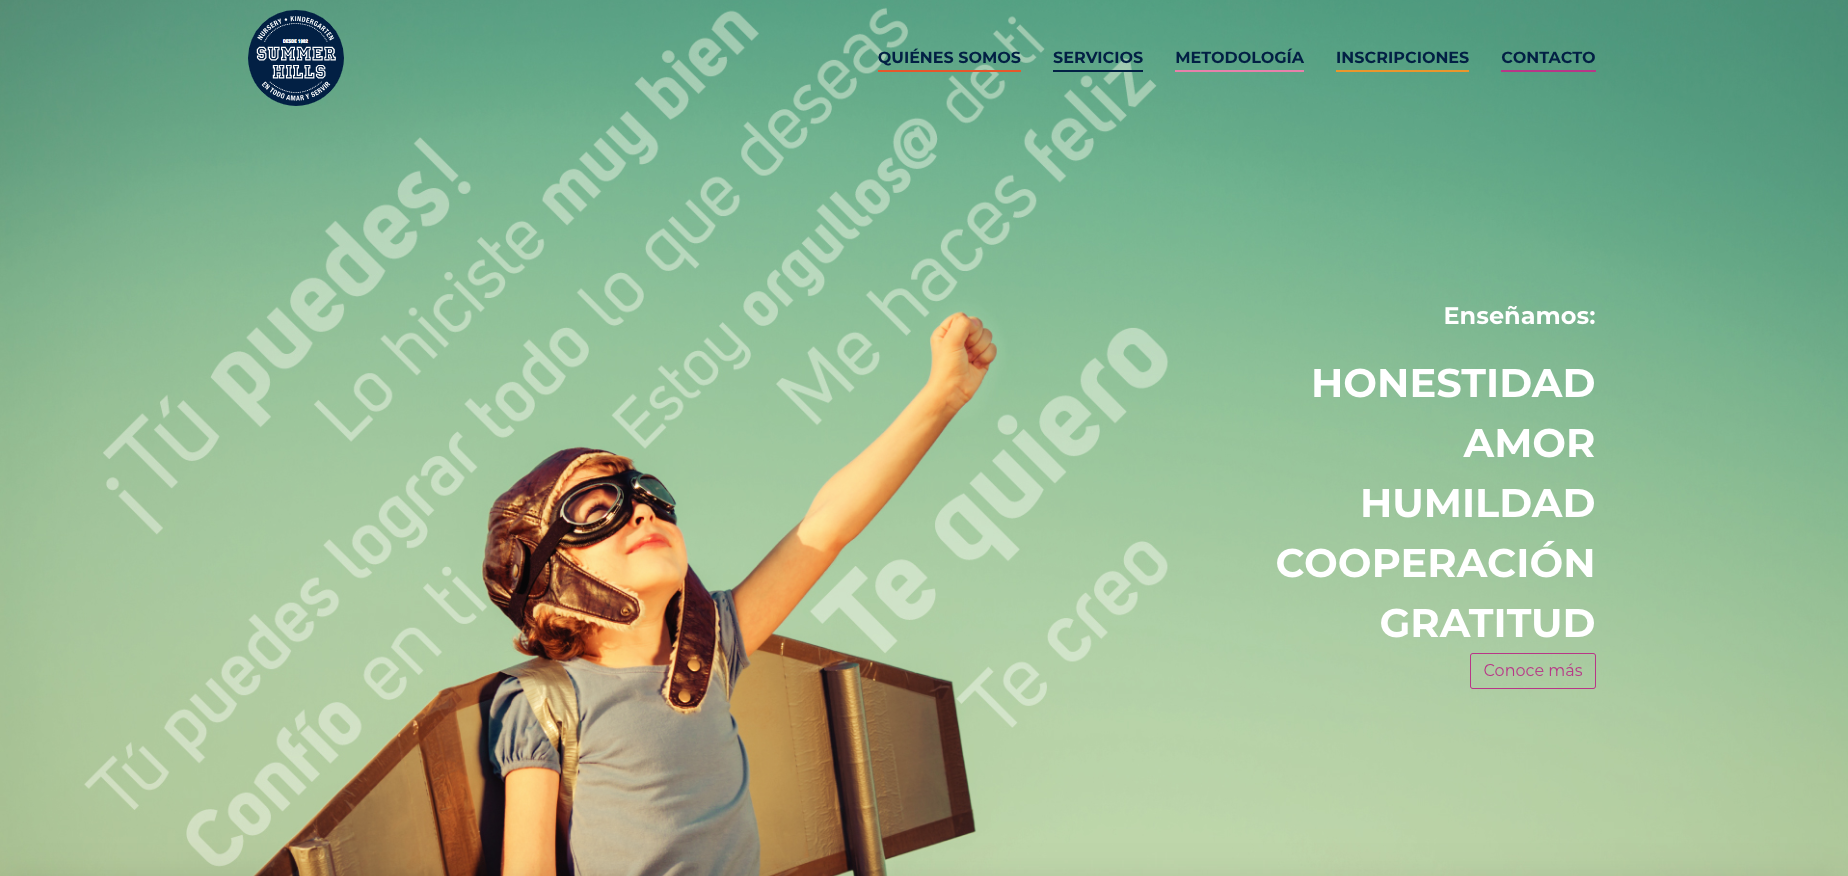 NURSERY • KINDERGARTEN
DESDE 1982
SUMMER
HILLS
EN TODO AMAR Y SERVIR
QUIÉNES SOMOS
SERVICIOS
METODOLOGÍA
INSCRIPCIONES
CONTACTO
¡Tú puedes!
Lo hiciste muy bien
Tú puedes lograr todo lo que deseas
Confío en ti
Estoy orgullos@ de ti
Me haces feliz
Te quiero
Te creo
Enseñamos:
HONESTIDAD
AMOR
HUMILDAD
COOPERACIÓN
GRATITUD
Conoce más